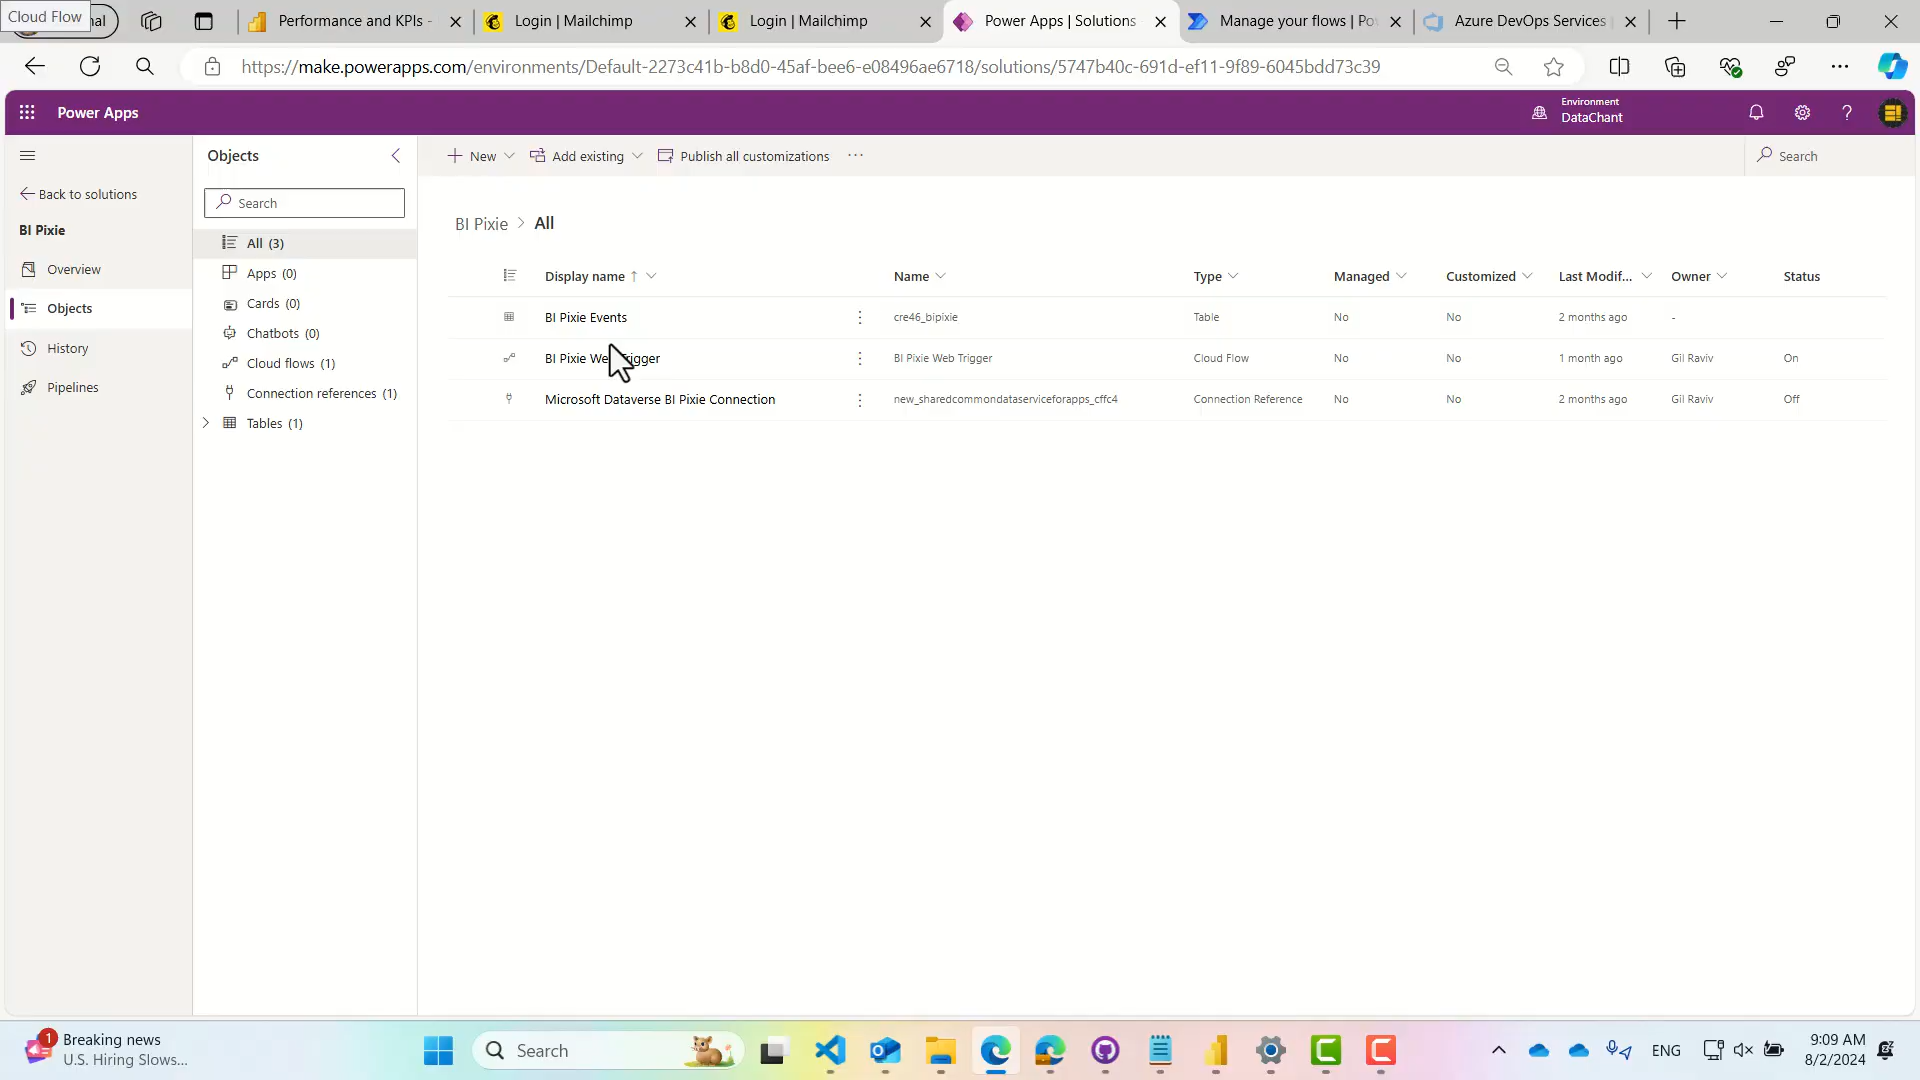 Cloud Flow
nal
Performance and KPIs -
Login | Mailchimp
Login | Mailchimp
Power Apps | Solutions
Manage your flows | Po
Azure DevOps Services
https://make.powerapps.com/environments/Default-2273c41b-b8d0-45af-bee6-e08496ae6718/solutions/5747b40c-691d-ef11-9f89-6045bdd73c39
Power Apps
Environment
DataChant
Objects
New
Add existing
Publish all customizations
Search
Back to solutions
Search
BI Pixie
BI Pixie > All
All (3)
Overview
Apps (0)
Display name ↑
Name
Type
Managed
Customized
Last Modif...
Owner
Status
Objects
Cards (0)
BI Pixie Events
cre46_bipixie
Table
No
No
2 months ago
-
Chatbots (0)
History
Cloud flows (1)
BI Pixie Web Trigger
BI Pixie Web Trigger
Cloud Flow
No
No
1 month ago
Gil Raviv
On
Pipelines
Connection references (1)
Microsoft Dataverse BI Pixie Connection
new_sharedcommondataserviceforapps_cffc4
Connection Reference
No
No
2 months ago
Gil Raviv
Off
Tables (1)
1
Breaking news
U.S. Hiring Slows...
Search
ENG
9:09 AM
8/2/2024